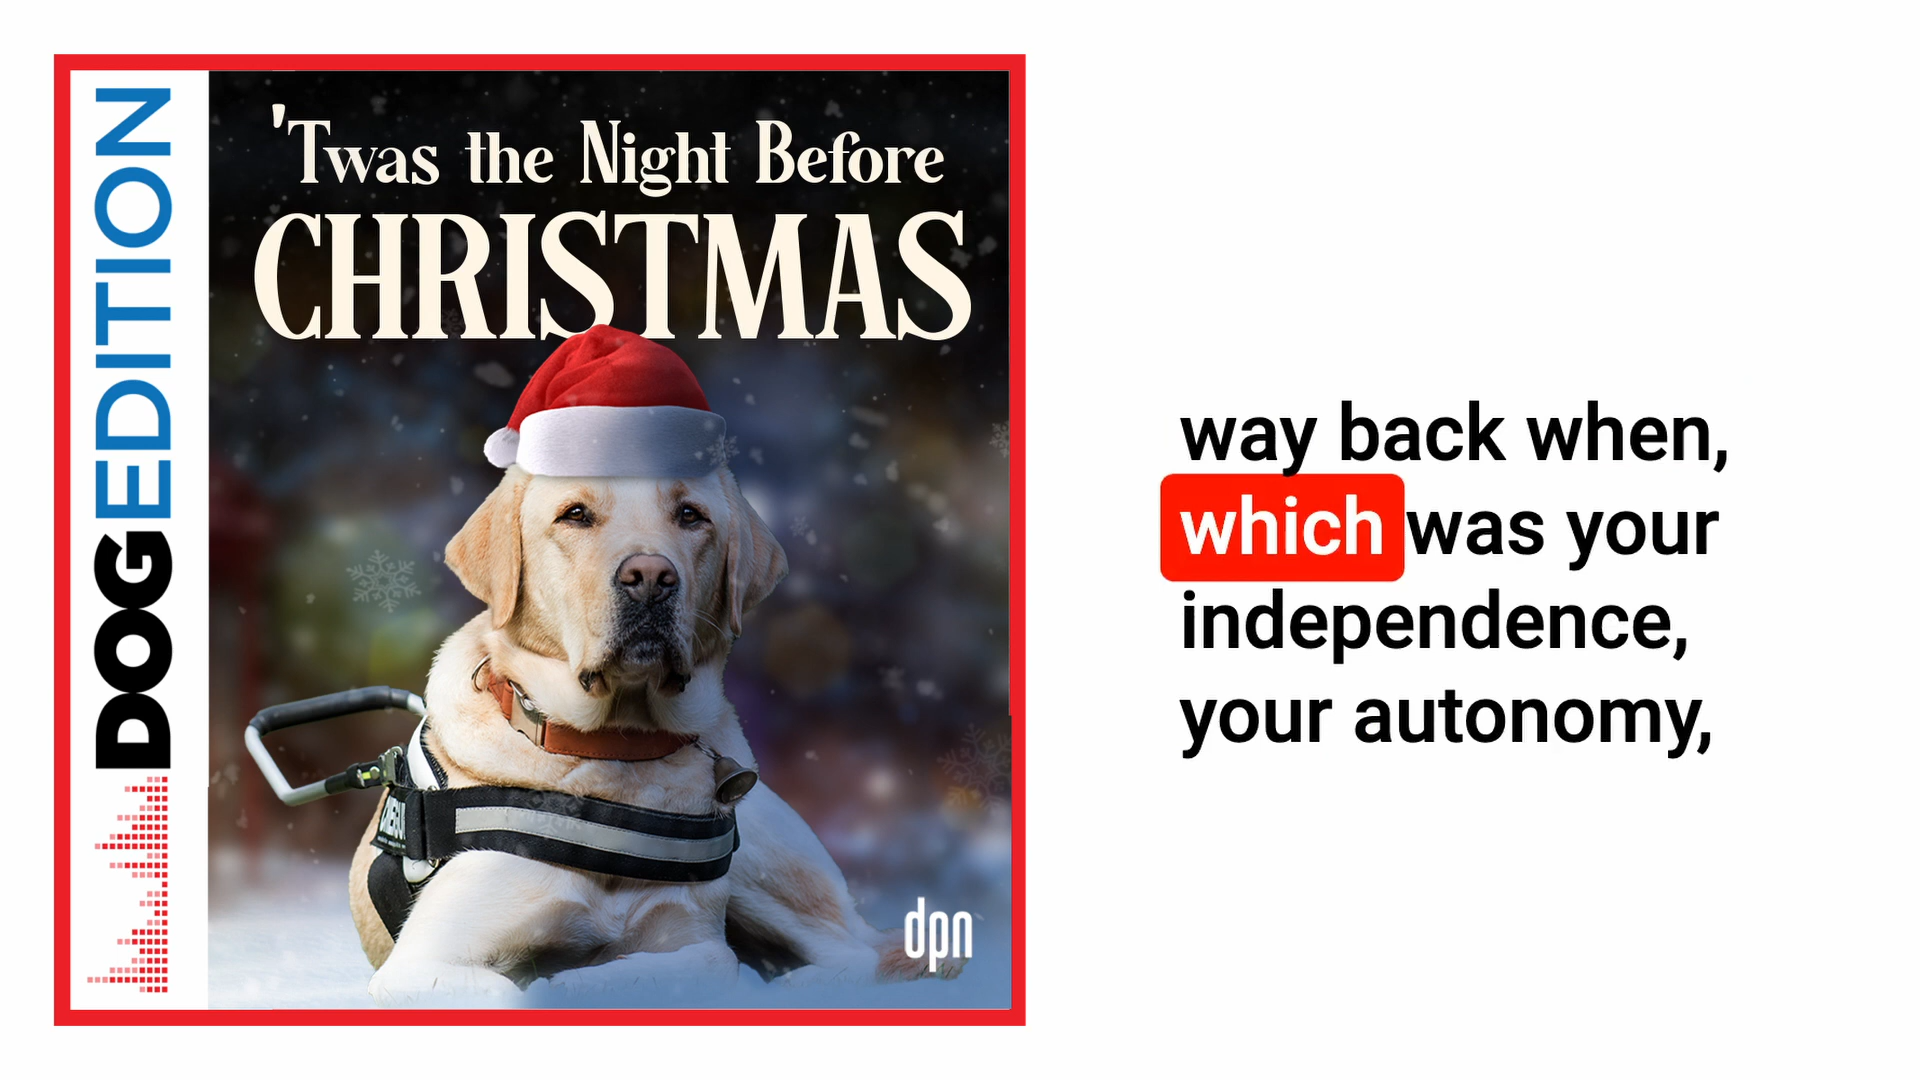 DOGEDITION
'Twas the Night Before
CHRISTMAS
dpn
way back when,
which was your
independence,
your autonomy,